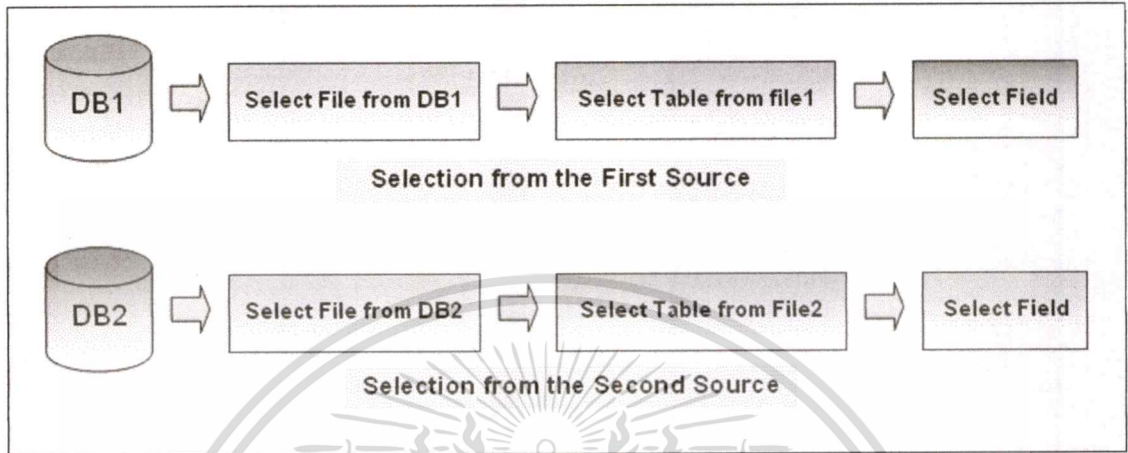 DB1
Select File from DB1
Select Table from file1
Select Field
Selection from the First Source
DB2
Select File from DB2
Select Table from File2
Select Field
Selection from the Second Source